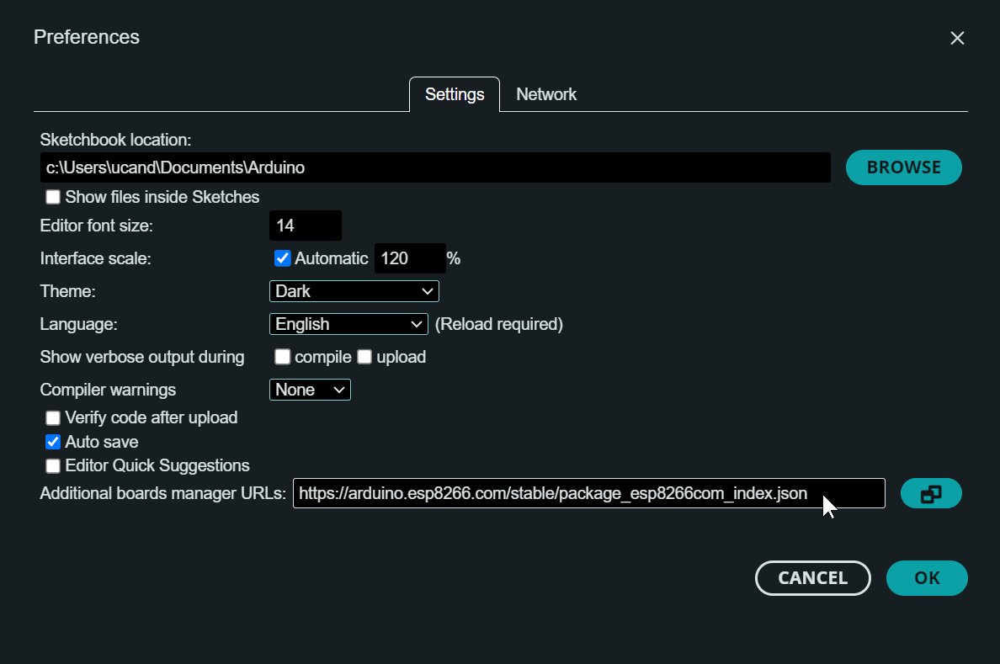 Preferences
Settings Network
Sketchbook location:
c:\Users\ucand\Documents\Arduino BROWSE
Show files inside Sketches
Editor font size: 14
Interface scale: Automatic 120 %
Theme: Dark
Language: English (Reload required)
Show verbose output during compile upload
Compiler warnings None
Verify code after upload
Auto save
Editor Quick Suggestions
Additional boards manager URLs: https://arduino.esp8266.com/stable/package_esp8266com_index.json
CANCEL OK